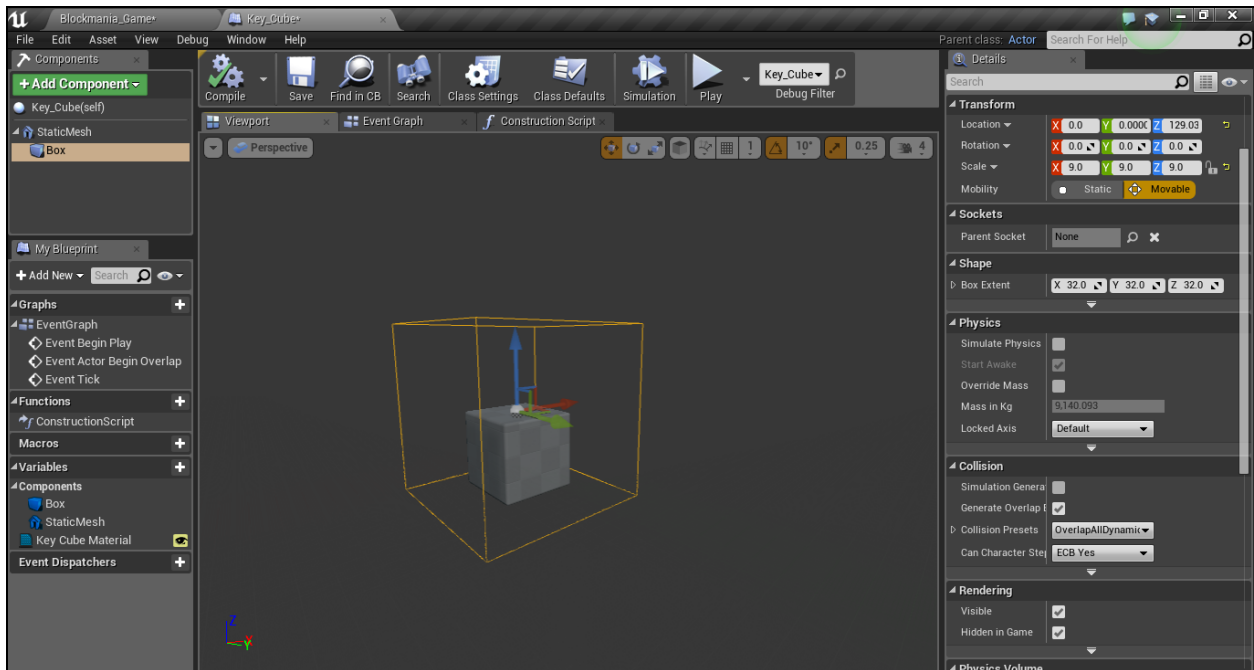 Blockmania_Game*
Key_Cube*
File Edit Asset View Debug Window Help
Parent class: Actor
Search For Help
Components
+Add Component
Key_Cube(self)
StaticMesh
Box
My Blueprint
+Add New
Search
Graphs
EventGraph
Event Begin Play
Event Actor Begin Overlap
Event Tick
Functions
ConstructionScript
Macros
Variables
Components
Box
StaticMesh
Key Cube Material
Event Dispatchers
Compile Save Find in CB Search Class Settings Class Defaults Simulation Play
Key_Cube
Debug Filter
Viewport
Event Graph
Construction Script
Perspective
1 10° 0.25 4
Z
X
Y
Details
Search
Transform
Location X 0.0 Y 0.000 Z 129.03
Rotation X 0.0 Y 0.0 Z 0.0
Scale X 9.0 Y 9.0 Z 9.0
Mobility Static Movable
Sockets
Parent Socket None
Shape
Box Extent X 32.0 Y 32.0 Z 32.0
Physics
Simulate Physics
Start Awake
Override Mass
Mass in Kg 9,140.093
Locked Axis Default
Collision
Simulation Genera
Generate Overlap E
Collision Presets OverlapAllDynamic
Can Character Step ECB Yes
Rendering
Visible
Hidden in Game
Physics Volume